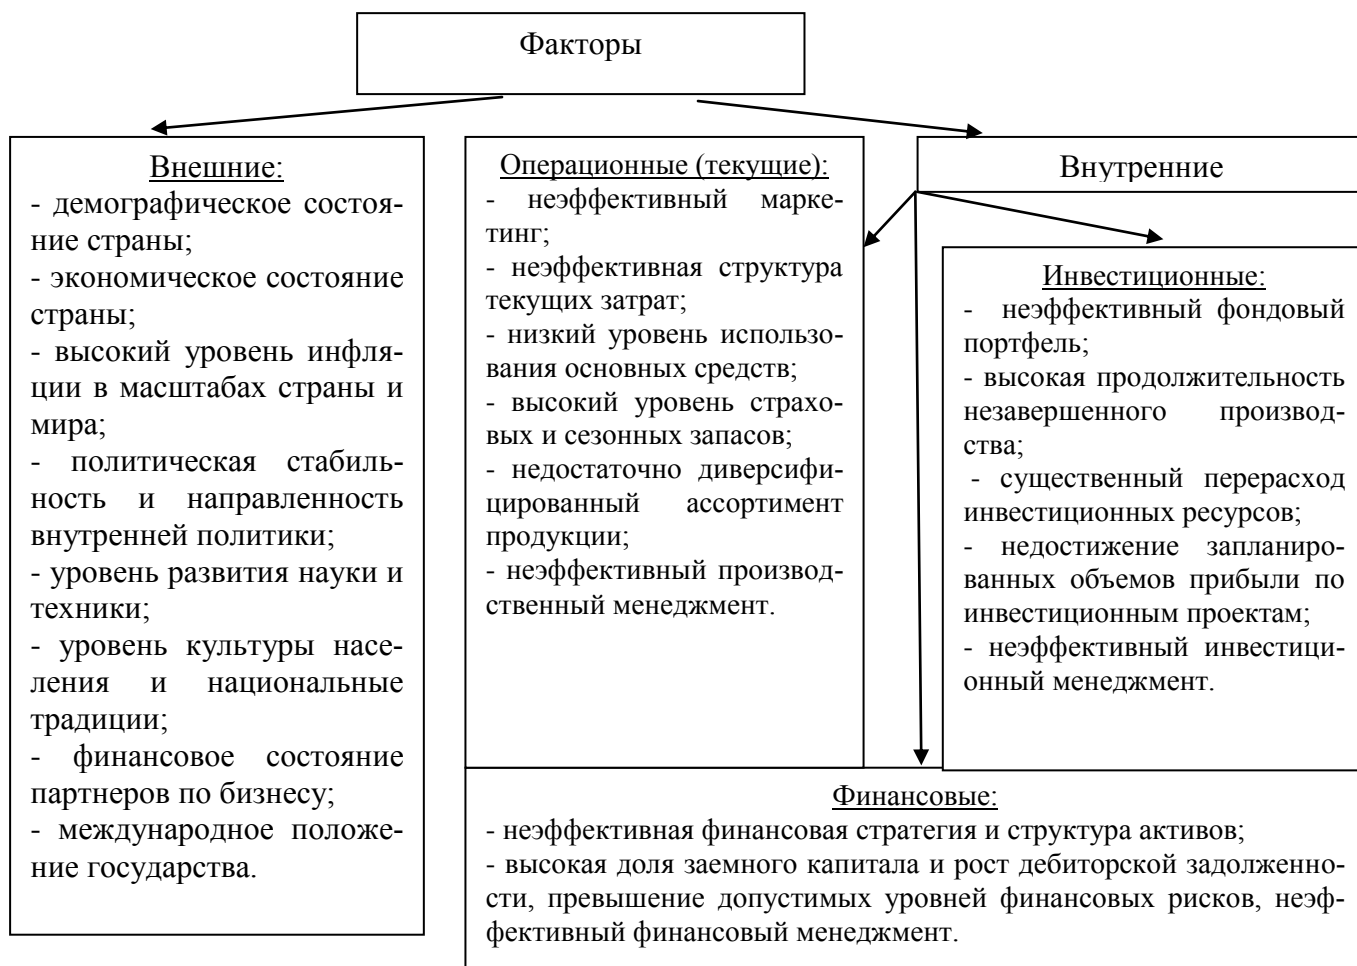 Факторы
Внешние:
- демографическое состоя-
ние страны;
- экономическое состояние
страны;
- высокий уровень инфля-
ции в масштабах страны и
мира;
- политическая стабиль-
ность и направленность
внутренней политики;
- уровень развития науки и
техники;
- уровень культуры насе-
ления и национальные
традиции;
- финансовое состояние
партнеров по бизнесу;
- международное положе-
ние государства.
Операционные (текущие):
- неэффективный марке-
тинг;
- неэффективная структура
текущих затрат;
- низкий уровень использо-
вания основных средств;
- высокий уровень страхо-
вых и сезонных запасов;
- недостаточно диверсифи-
цированный ассортимент
продукции;
- неэффективный производ-
ственный менеджмент.
Внутренние
Инвестиционные:
- неэффективный фондовый
портфель;
- высокая продолжительность
незавершенного производ-
ства;
- существенный перерасход
инвестиционных ресурсов;
- недостижение запланиро-
ванных объемов прибыли по
инвестиционным проектам;
- неэффективный инвестици-
онный менеджмент.
Финансовые:
- неэффективная финансовая стратегия и структура активов;
- высокая доля заемного капитала и рост дебиторской задолженно-
сти, превышение допустимых уровней финансовых рисков, неэф-
фективный финансовый менеджмент.